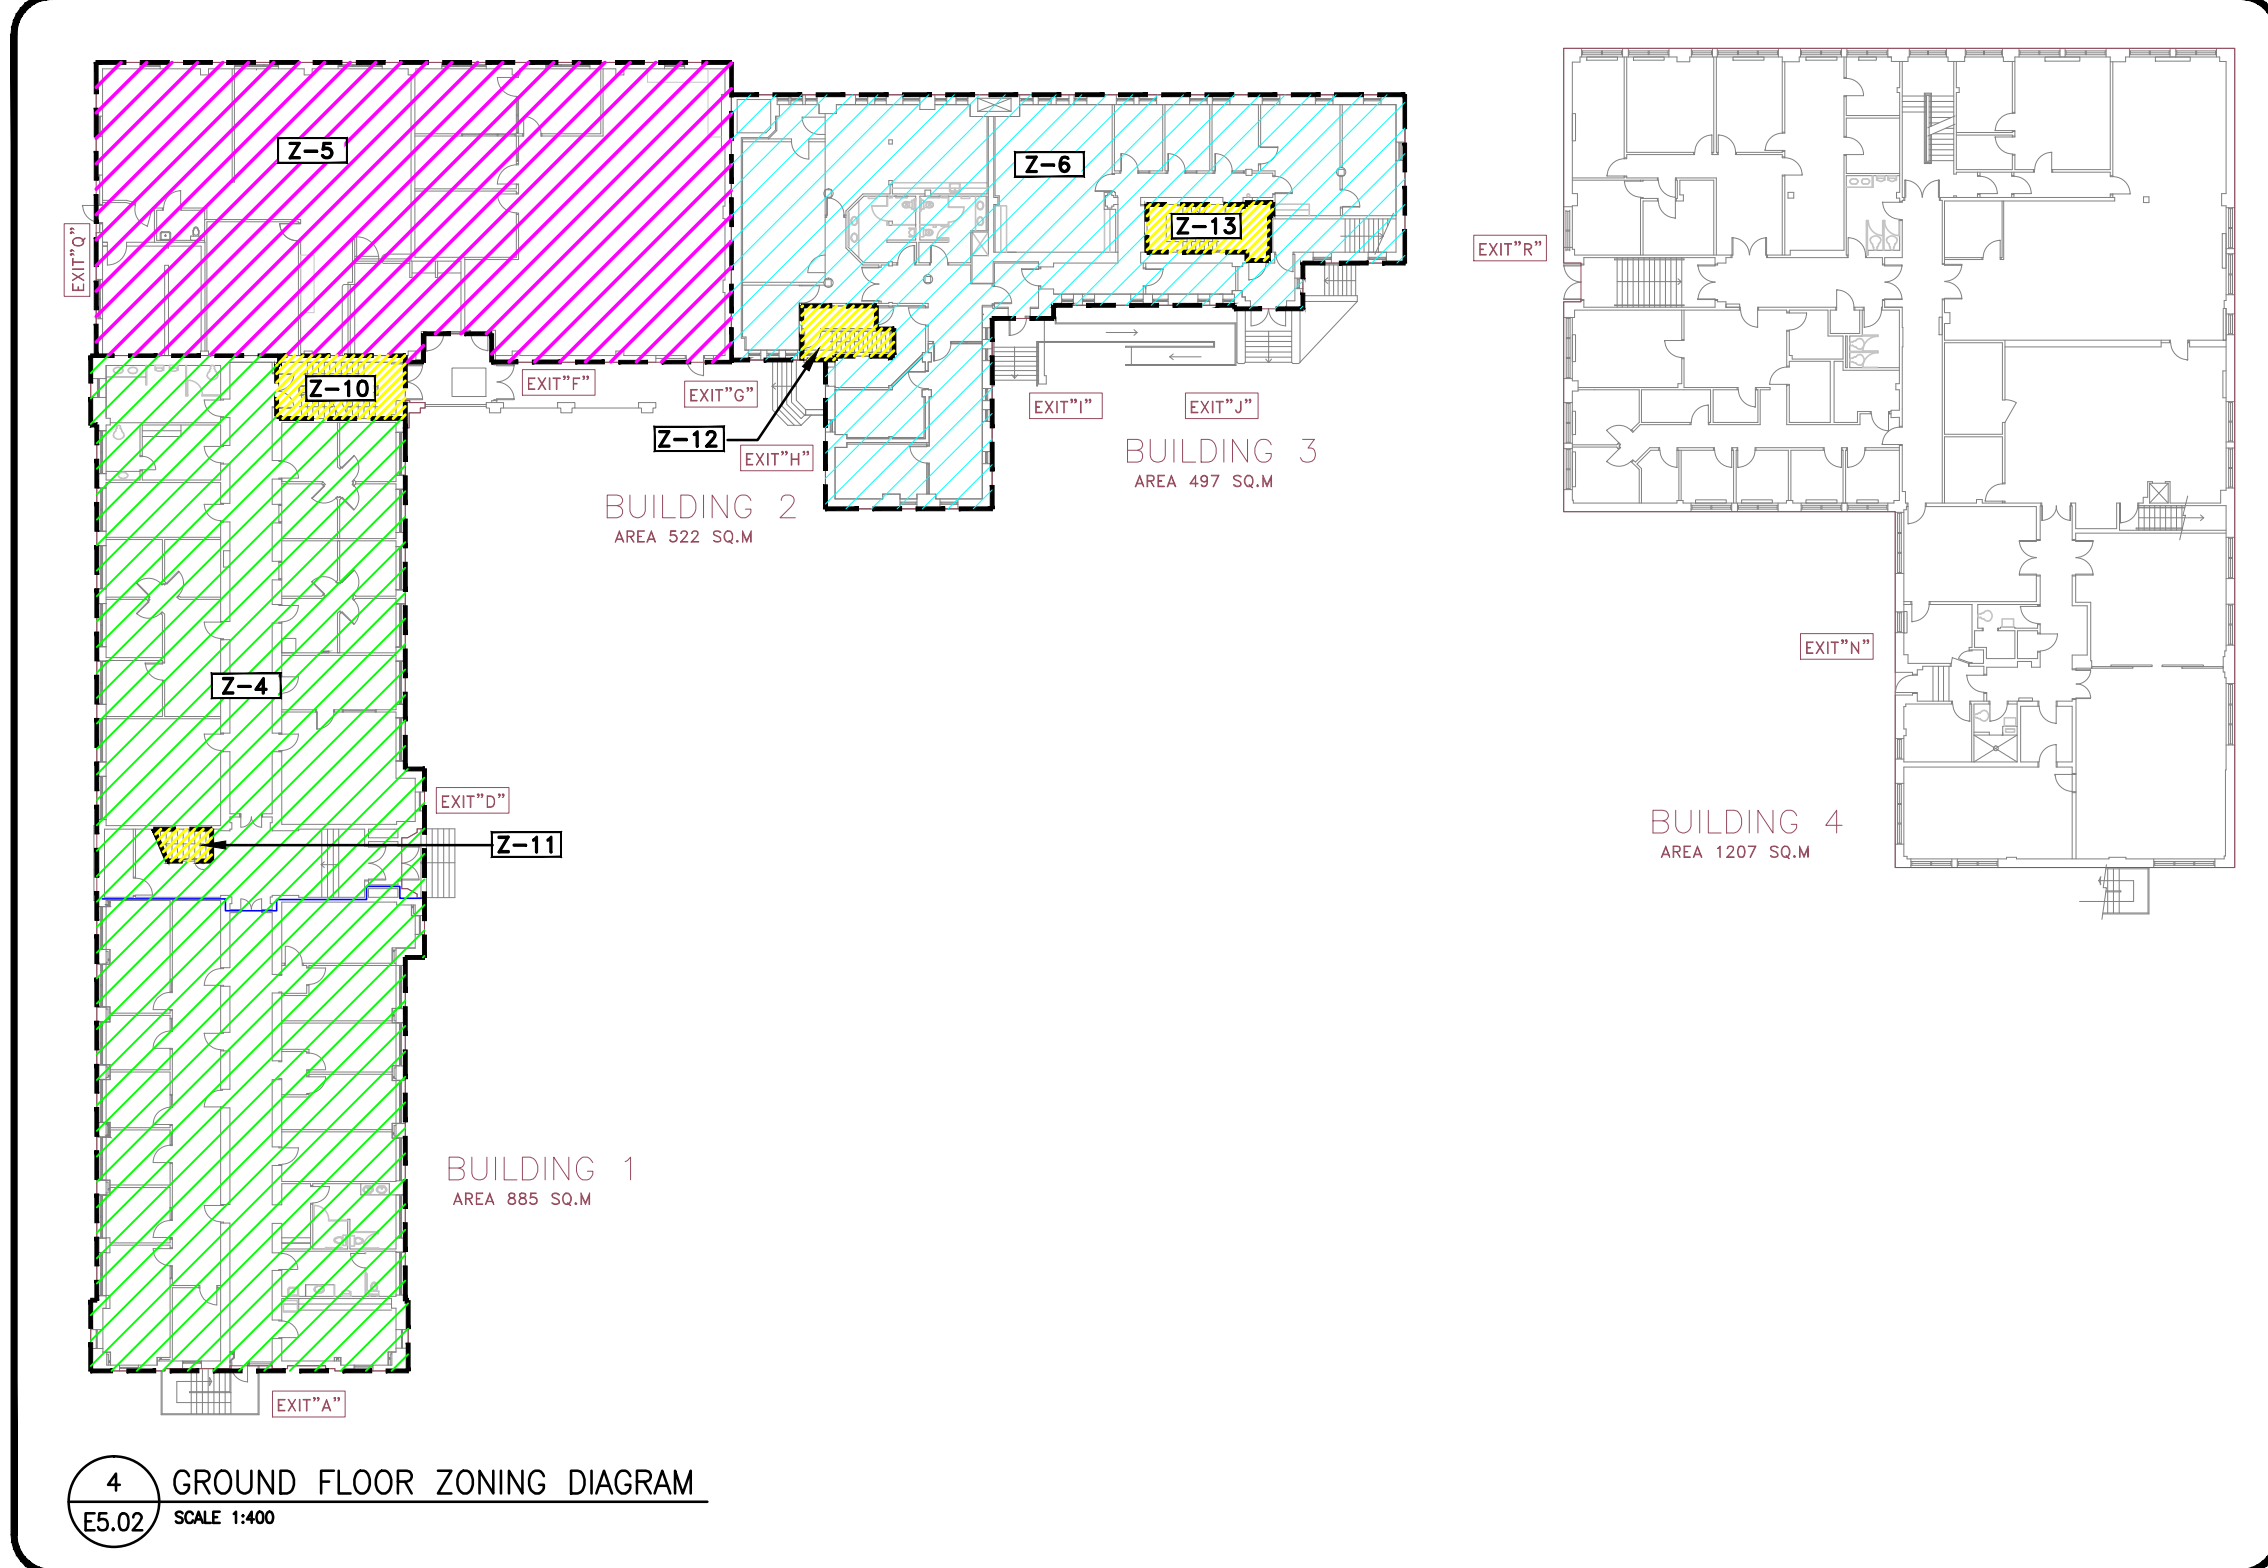 Z-5
Z-6
Z-13
EXIT"Q"
EXIT"R"
Z-10
EXIT"F"
EXIT"G"
EXIT"I"
EXIT"J"
Z-12
EXIT"H"
BUILDING 3
AREA 497 SQ.M
BUILDING 2
AREA 522 SQ.M
EXIT"N"
Z-4
EXIT"D"
Z-11
BUILDING 4
AREA 1207 SQ.M
BUILDING 1
AREA 885 SQ.M
EXIT"A"
4
GROUND FLOOR ZONING DIAGRAM
E5.02
SCALE 1:400